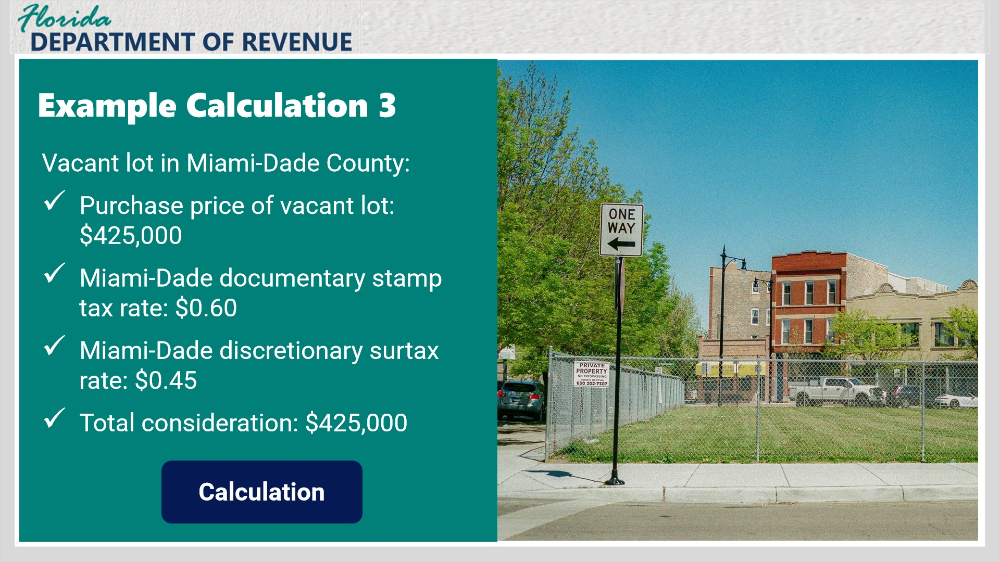 Florida
DEPARTMENT OF REVENUE
Example Calculation 3
Vacant lot in Miami-Dade County:
✓ Purchase price of vacant lot:
$425,000
✓ Miami-Dade documentary stamp
tax rate: $0.60
✓ Miami-Dade discretionary surtax
rate: $0.45
✓ Total consideration: $425,000
Calculation
ONE
WAY
PRIVATE
PROPERTY
NO TRESPASSING
OWNER BERTHA
630 202-7387